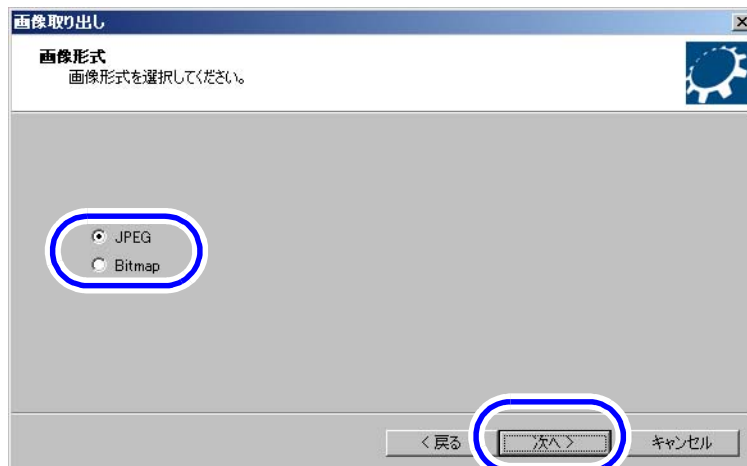 画像取り出し
画像形式
画像形式を選択してください。
JPEG
Bitmap
< 戻る 次へ > キャンセル